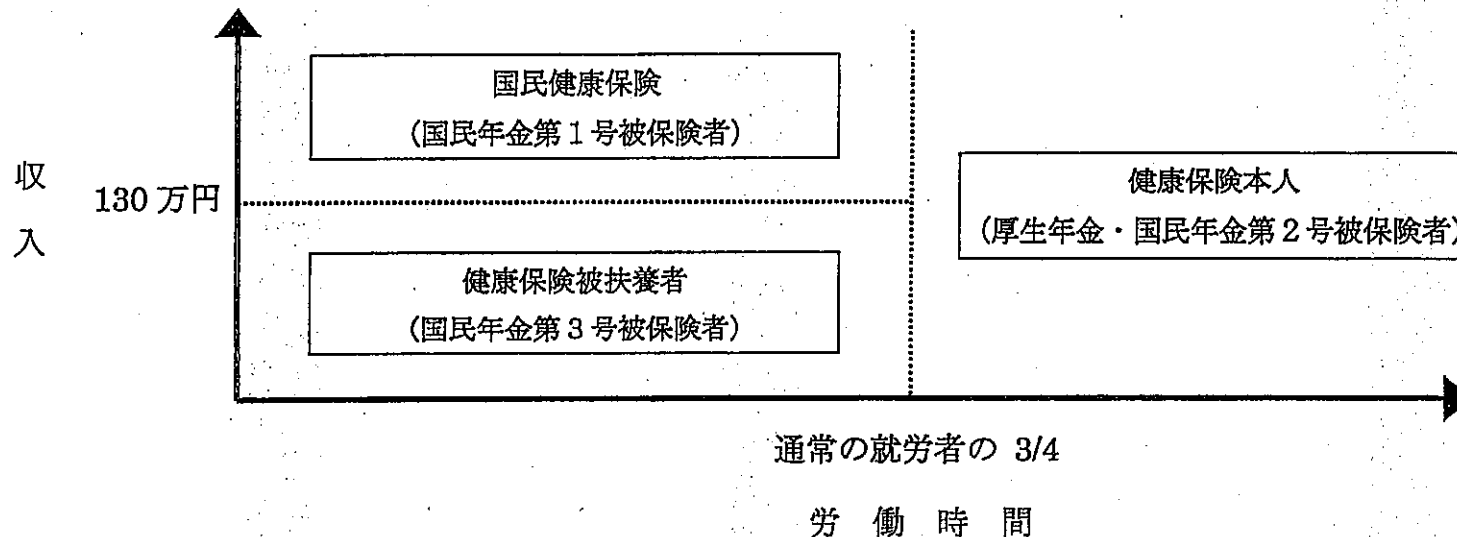 国民健康保険
(国民年金第1号被保険者)
収入
130万円
健康保険本人
(厚生年金・国民年金第2号被保険者)
健康保険被扶養者
(国民年金第3号被保険者)
通常の就労者の 3/4
労働時間